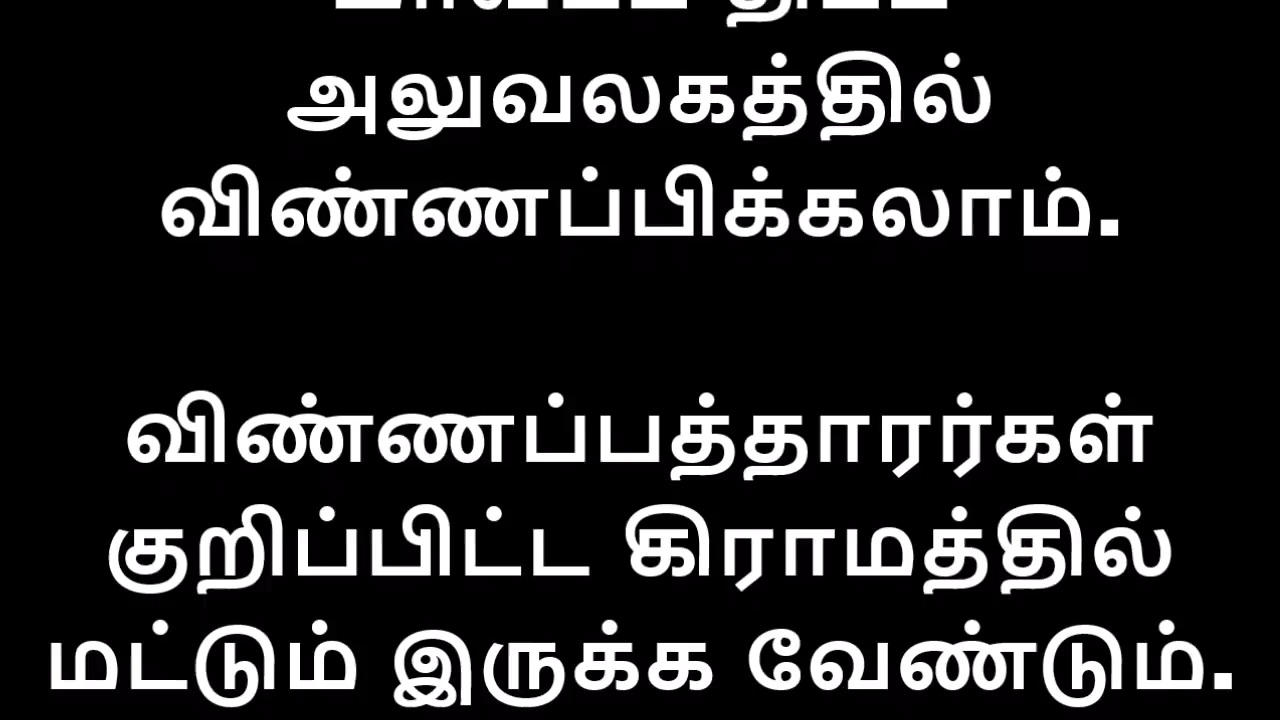 அலுவலகத்தில்
விண்ணப்பிக்கலாம்.
விண்ணப்பத்தாரர்கள்
குறிப்பிட்ட கிராமத்தில்
மட்டும் இருக்க வேண்டும்.